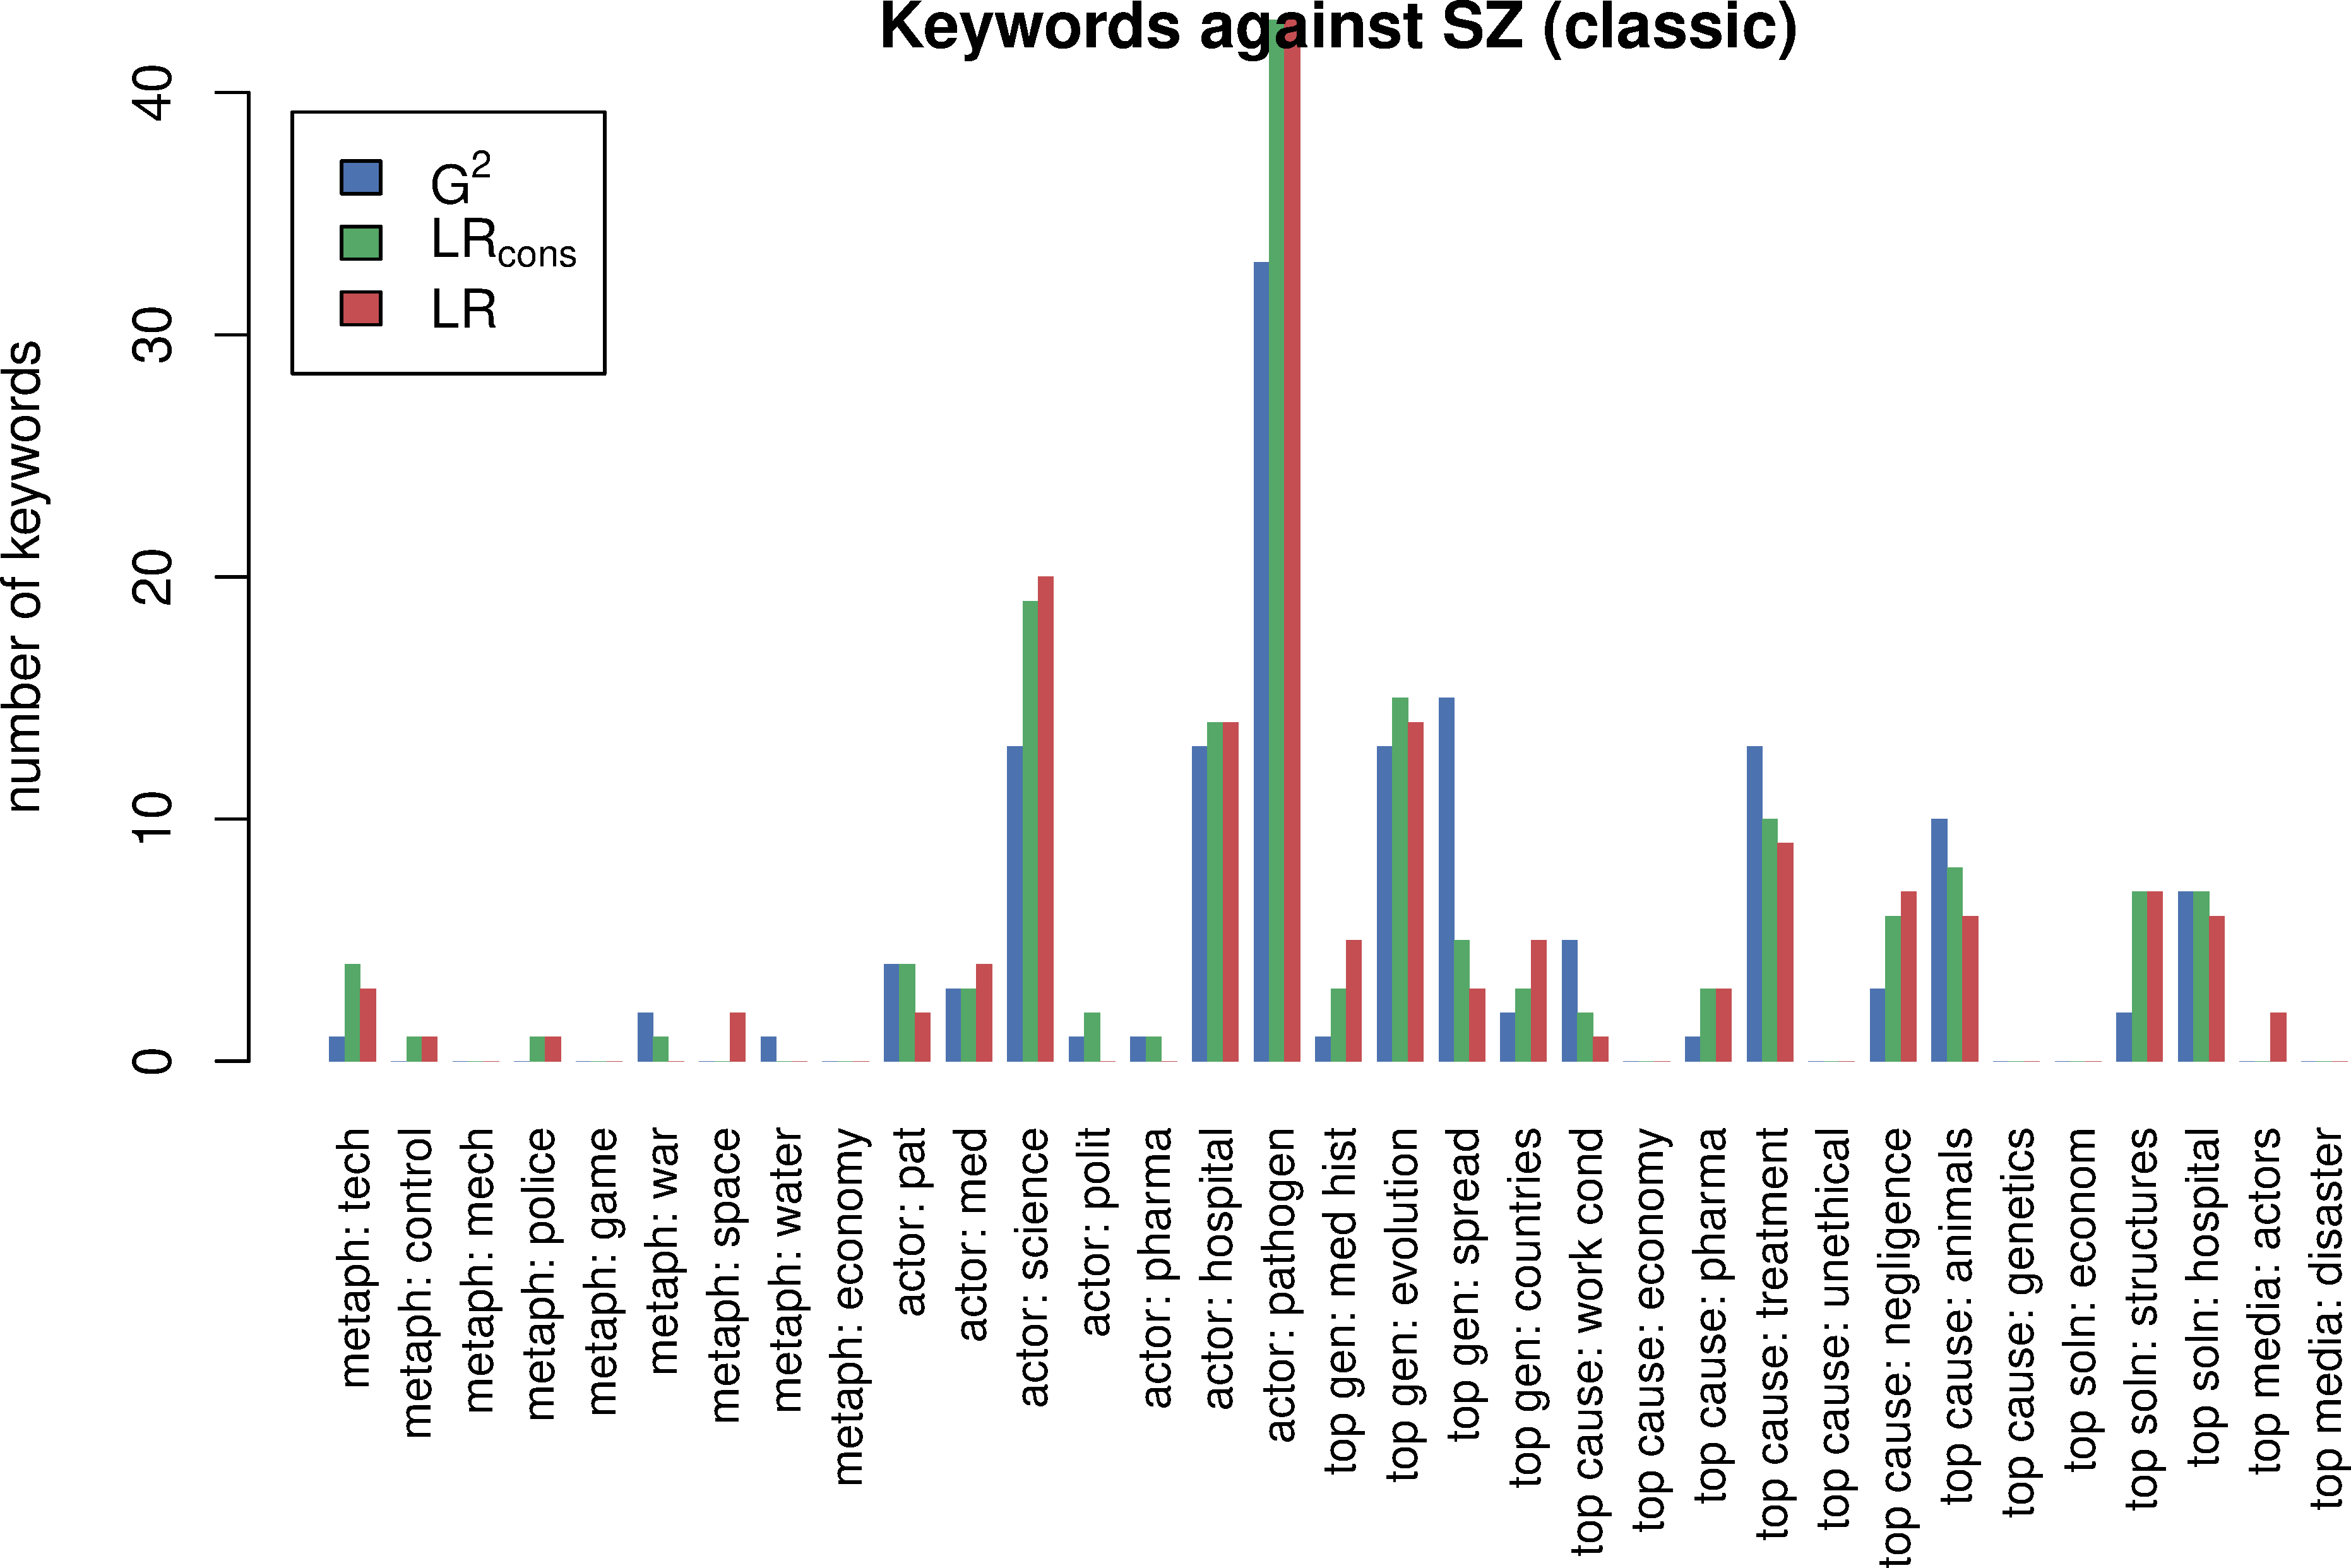 Keywords against SZ (classic)
number of keywords
40
30
20
10
0
G²
LRcons
LR
metaph: tech
metaph: control
metaph: mech
metaph: police
metaph: game
metaph: war
metaph: space
metaph: water
metaph: economy
actor: pat
actor: med
actor: science
actor: polit
actor: pharma
actor: hospital
actor: pathogen
top gen: med hist
top gen: evolution
top gen: spread
top gen: countries
top cause: work cond
top cause: economy
top cause: pharma
top cause: treatment
top cause: unethical
top cause: negligence
top cause: animals
top cause: genetics
top soln: econom
top soln: structures
top soln: hospital
top media: actors
top media: disaster